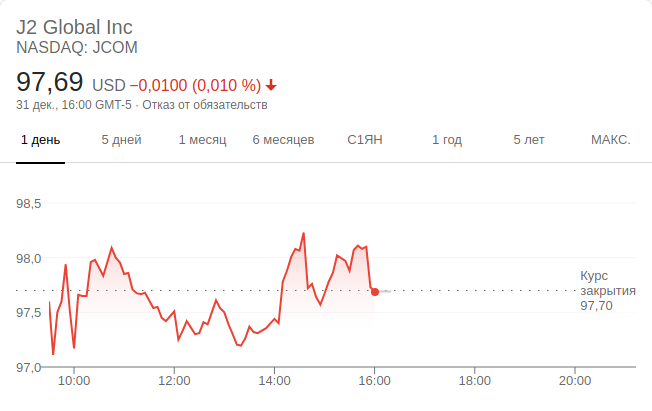 J2 Global Inc
NASDAQ: JCOM
97,69 USD −0,0100 (0,010 %)
31 дек., 16:00 GMT-5 · Отказ от обязательств
1 день 5 дней 1 месяц 6 месяцев С1ЯН 1 год 5 лет МАКС.
98,5
98,0
Курс
закрытия
97,70
97,5
97,0
10:00 12:00 14:00 16:00 18:00 20:00